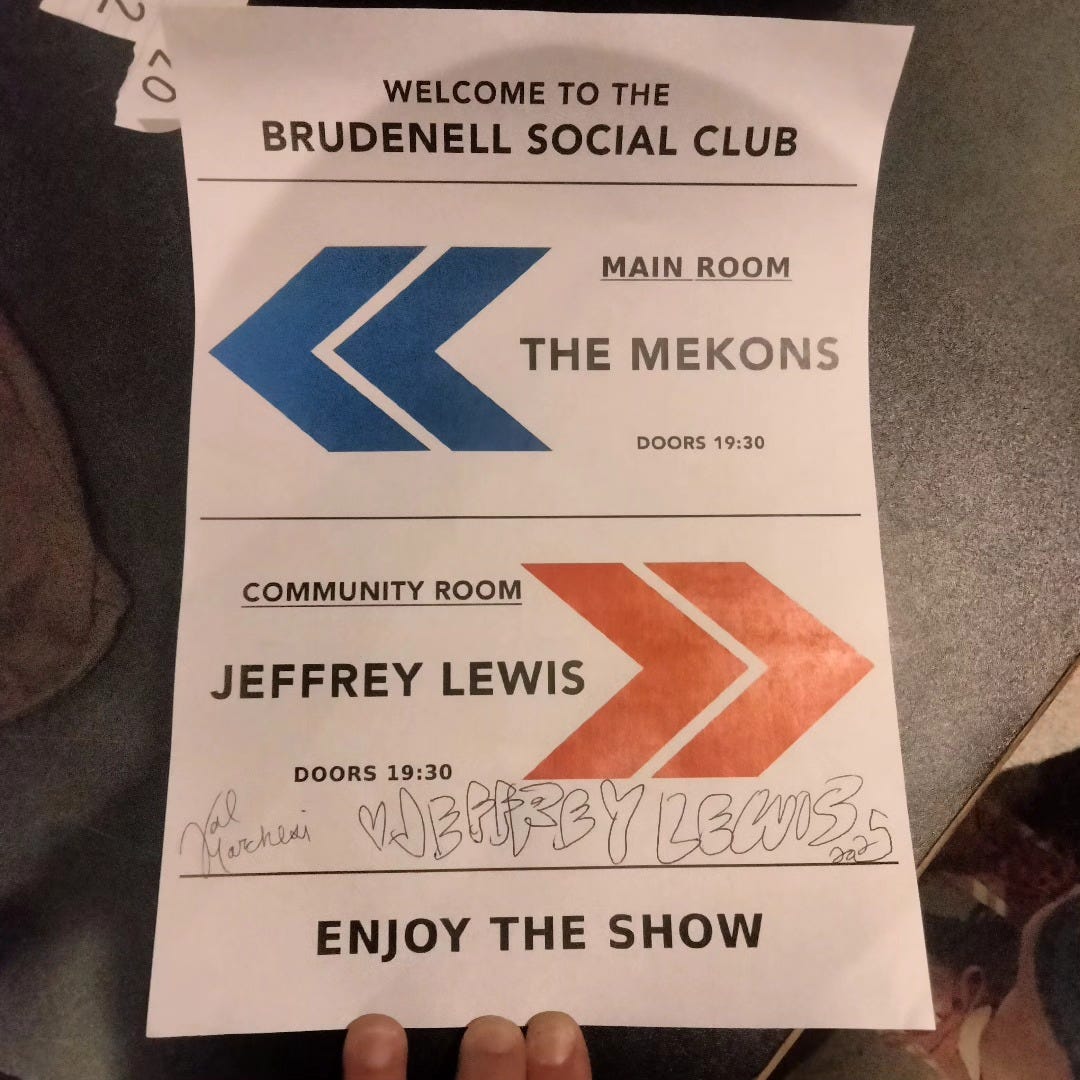 WELCOME TO THE
BRUDENELL SOCIAL CLUB
MAIN ROOM
THE MEKONS
DOORS 19:30
COMMUNITY ROOM
JEFFREY LEWIS
DOORS 19:30
Mal Marchesi
♡JEFFREY LEWIS
2025
ENJOY THE SHOW